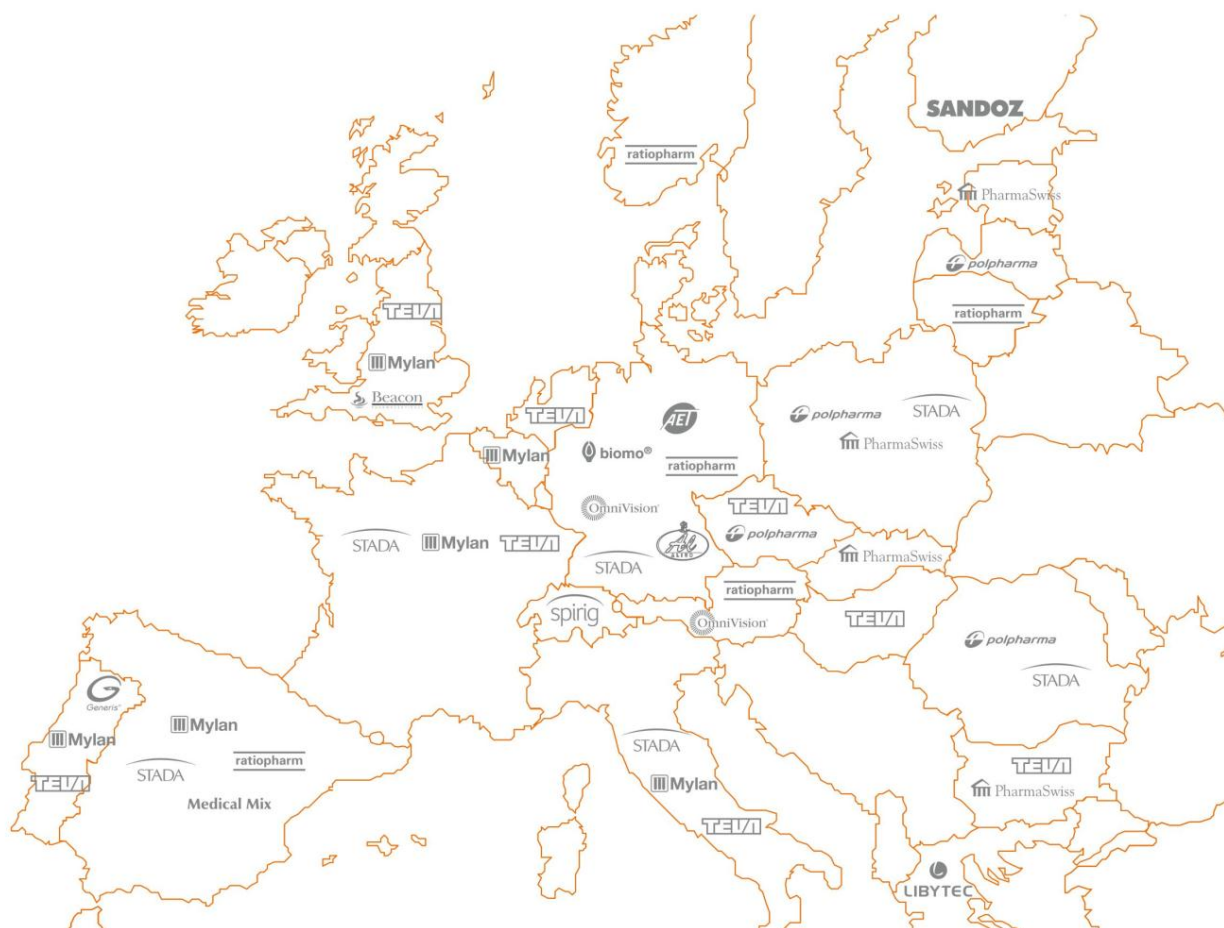 SANDOZ
ratiopharm
PharmaSwiss
polpharma
ratiopharm
TEVA
Mylan
Beacon
TEVA
AET
polpharma
STADA
PharmaSwiss
Mylan
biomo®
ratiopharm
OmniVision®
TEVA
polpharma
STADA
Mylan
TEVA
STADA
PharmaSwiss
ratiopharm
spirig
OmniVision®
TEVA
polpharma
STADA
Generis®
Mylan
Mylan
STADA
ratiopharm
TEVA
STADA
Medical Mix
Mylan
TEVA
TEVA
PharmaSwiss
LIBYTEC